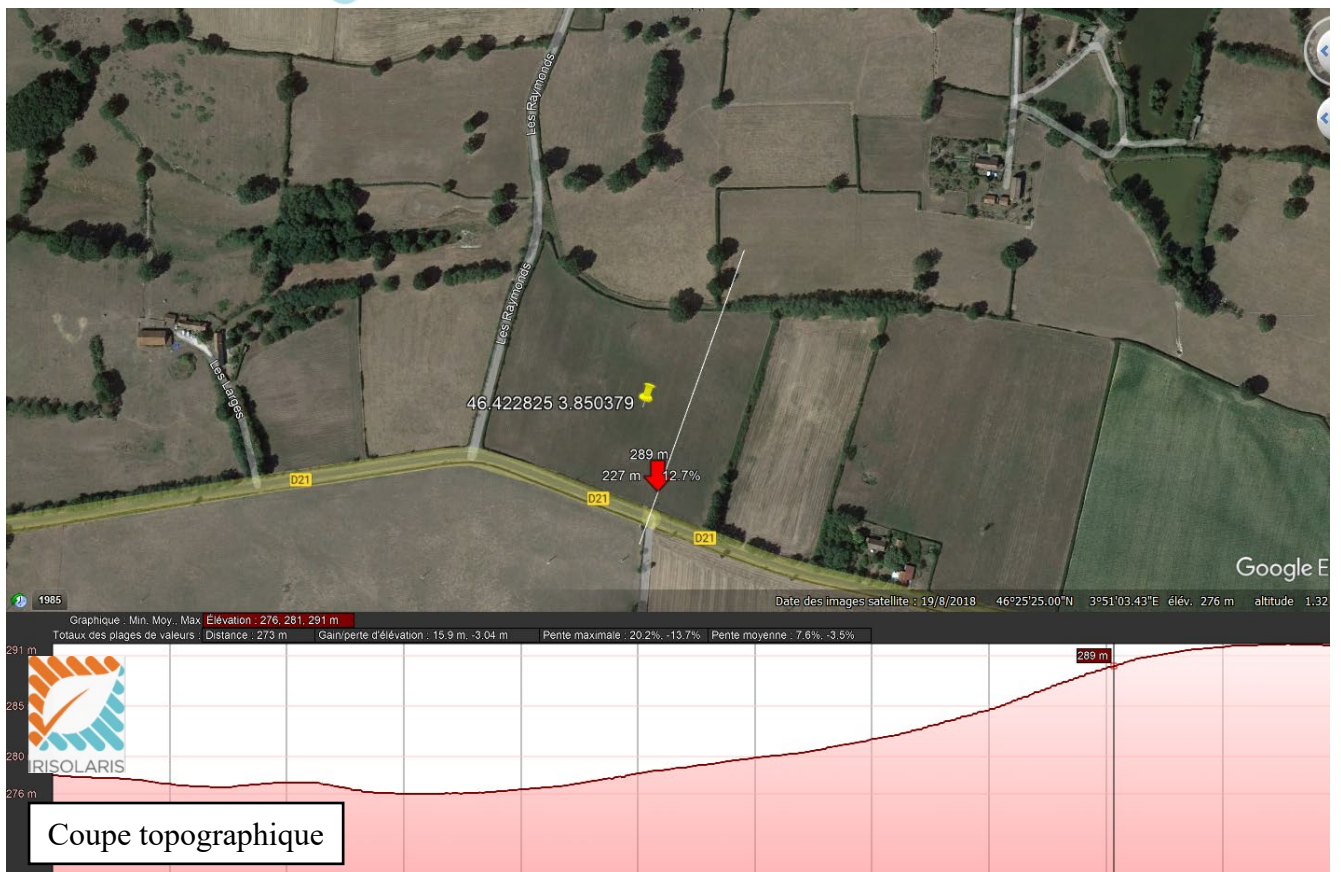 Les Raymonds
Les Raymonds
Les Larges
46.422825 3.850379
289 m
227 m 12.7%
D21
D21
D21
Google E
1985
Date des images satellite : 19/8/2018 46°25'25.00"N 3°51'03.43"E élév. 276 m altitude 1.32
Graphique : Min. Moy., Max Élévation : 276, 281, 291 m
Totaux des plages de valeurs : Distance : 273 m Gain/perte d'élévation : 15.9 m, -3.04 m Pente maximale : 20.2%, -13.7% Pente moyenne : 7.6%, -3.5%
291 m
289 m
285
280
IRISOLARIS
276 m
Coupe topographique